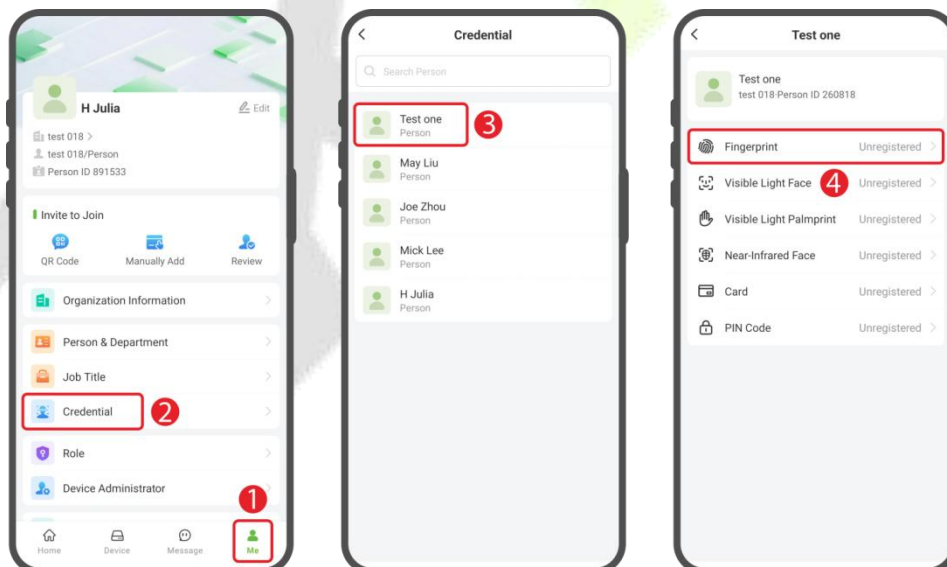 H Julia
Edit
test 018 >
test 018/Person
Person ID 891533
Invite to Join
QR Code
Manually Add
Review
Organization Information
Person & Department
Job Title
Credential
2
Role
Device Administrator
1
Home
Device
Message
Me
Credential
Search Person
Test one
Person
3
May Liu
Person
Joe Zhou
Person
Mick Lee
Person
H Julia
Person
Test one
Test one
test 018·Person ID 260818
Fingerprint Unregistered
4
Visible Light Face Unregistered
Visible Light Palmprint Unregistered
Near-Infrared Face Unregistered
Card Unregistered
PIN Code Unregistered